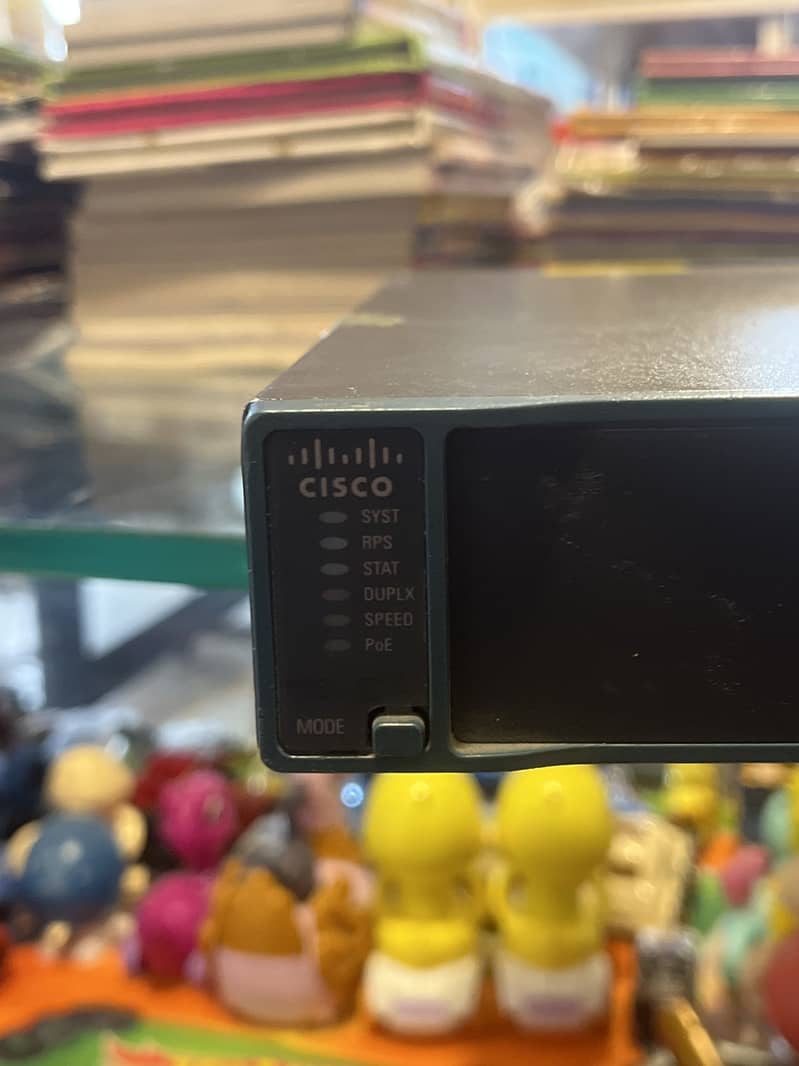 CISCO
SYST
RPS
STAT
DUPLX
SPEED
PoE
MODE